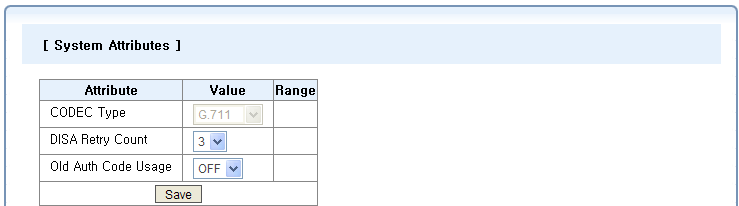 [ System Attributes ]
Attribute Value Range
CODEC Type G.711
DISA Retry Count 3
Old Auth Code Usage OFF
Save